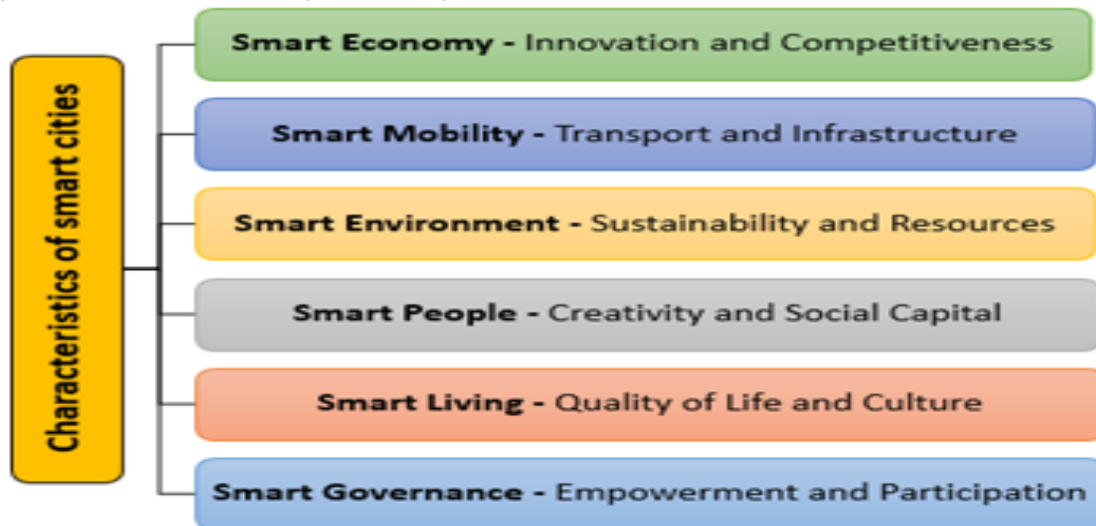 Characteristics of smart cities
Smart Economy - Innovation and Competitiveness
Smart Mobility - Transport and Infrastructure
Smart Environment - Sustainability and Resources
Smart People - Creativity and Social Capital
Smart Living - Quality of Life and Culture
Smart Governance - Empowerment and Participation